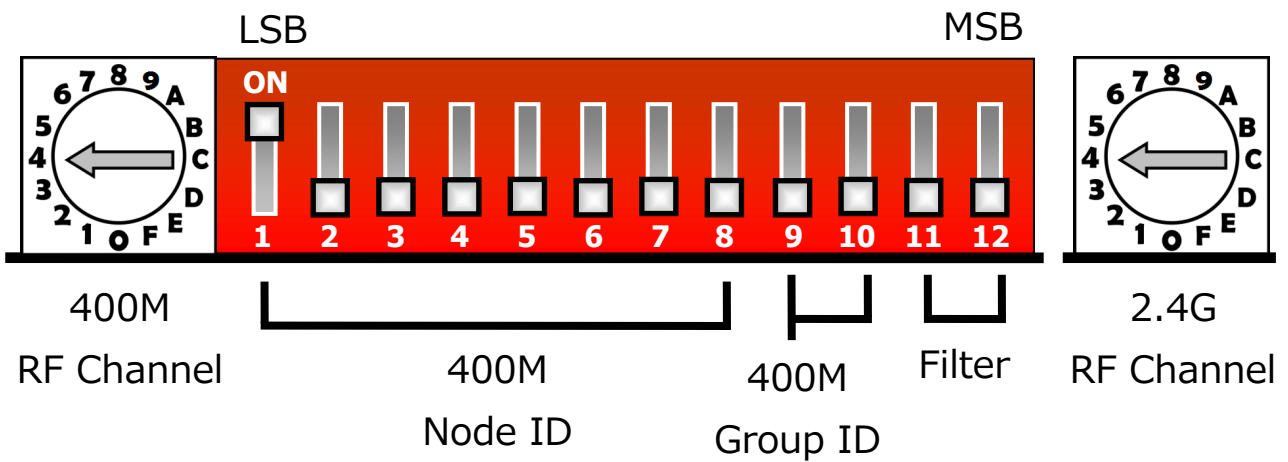 LSB MSB
8
7 9
6 A
5 B
4 C
3 D
2 E
1 0 F
ON
1 2 3 4 5 6 7 8 9 10 11 12
8
7 9
6 A
5 B
4 C
3 D
2 E
1 0 F
400M
RF Channel
400M
Node ID
400M
Group ID
Filter
2.4G
RF Channel